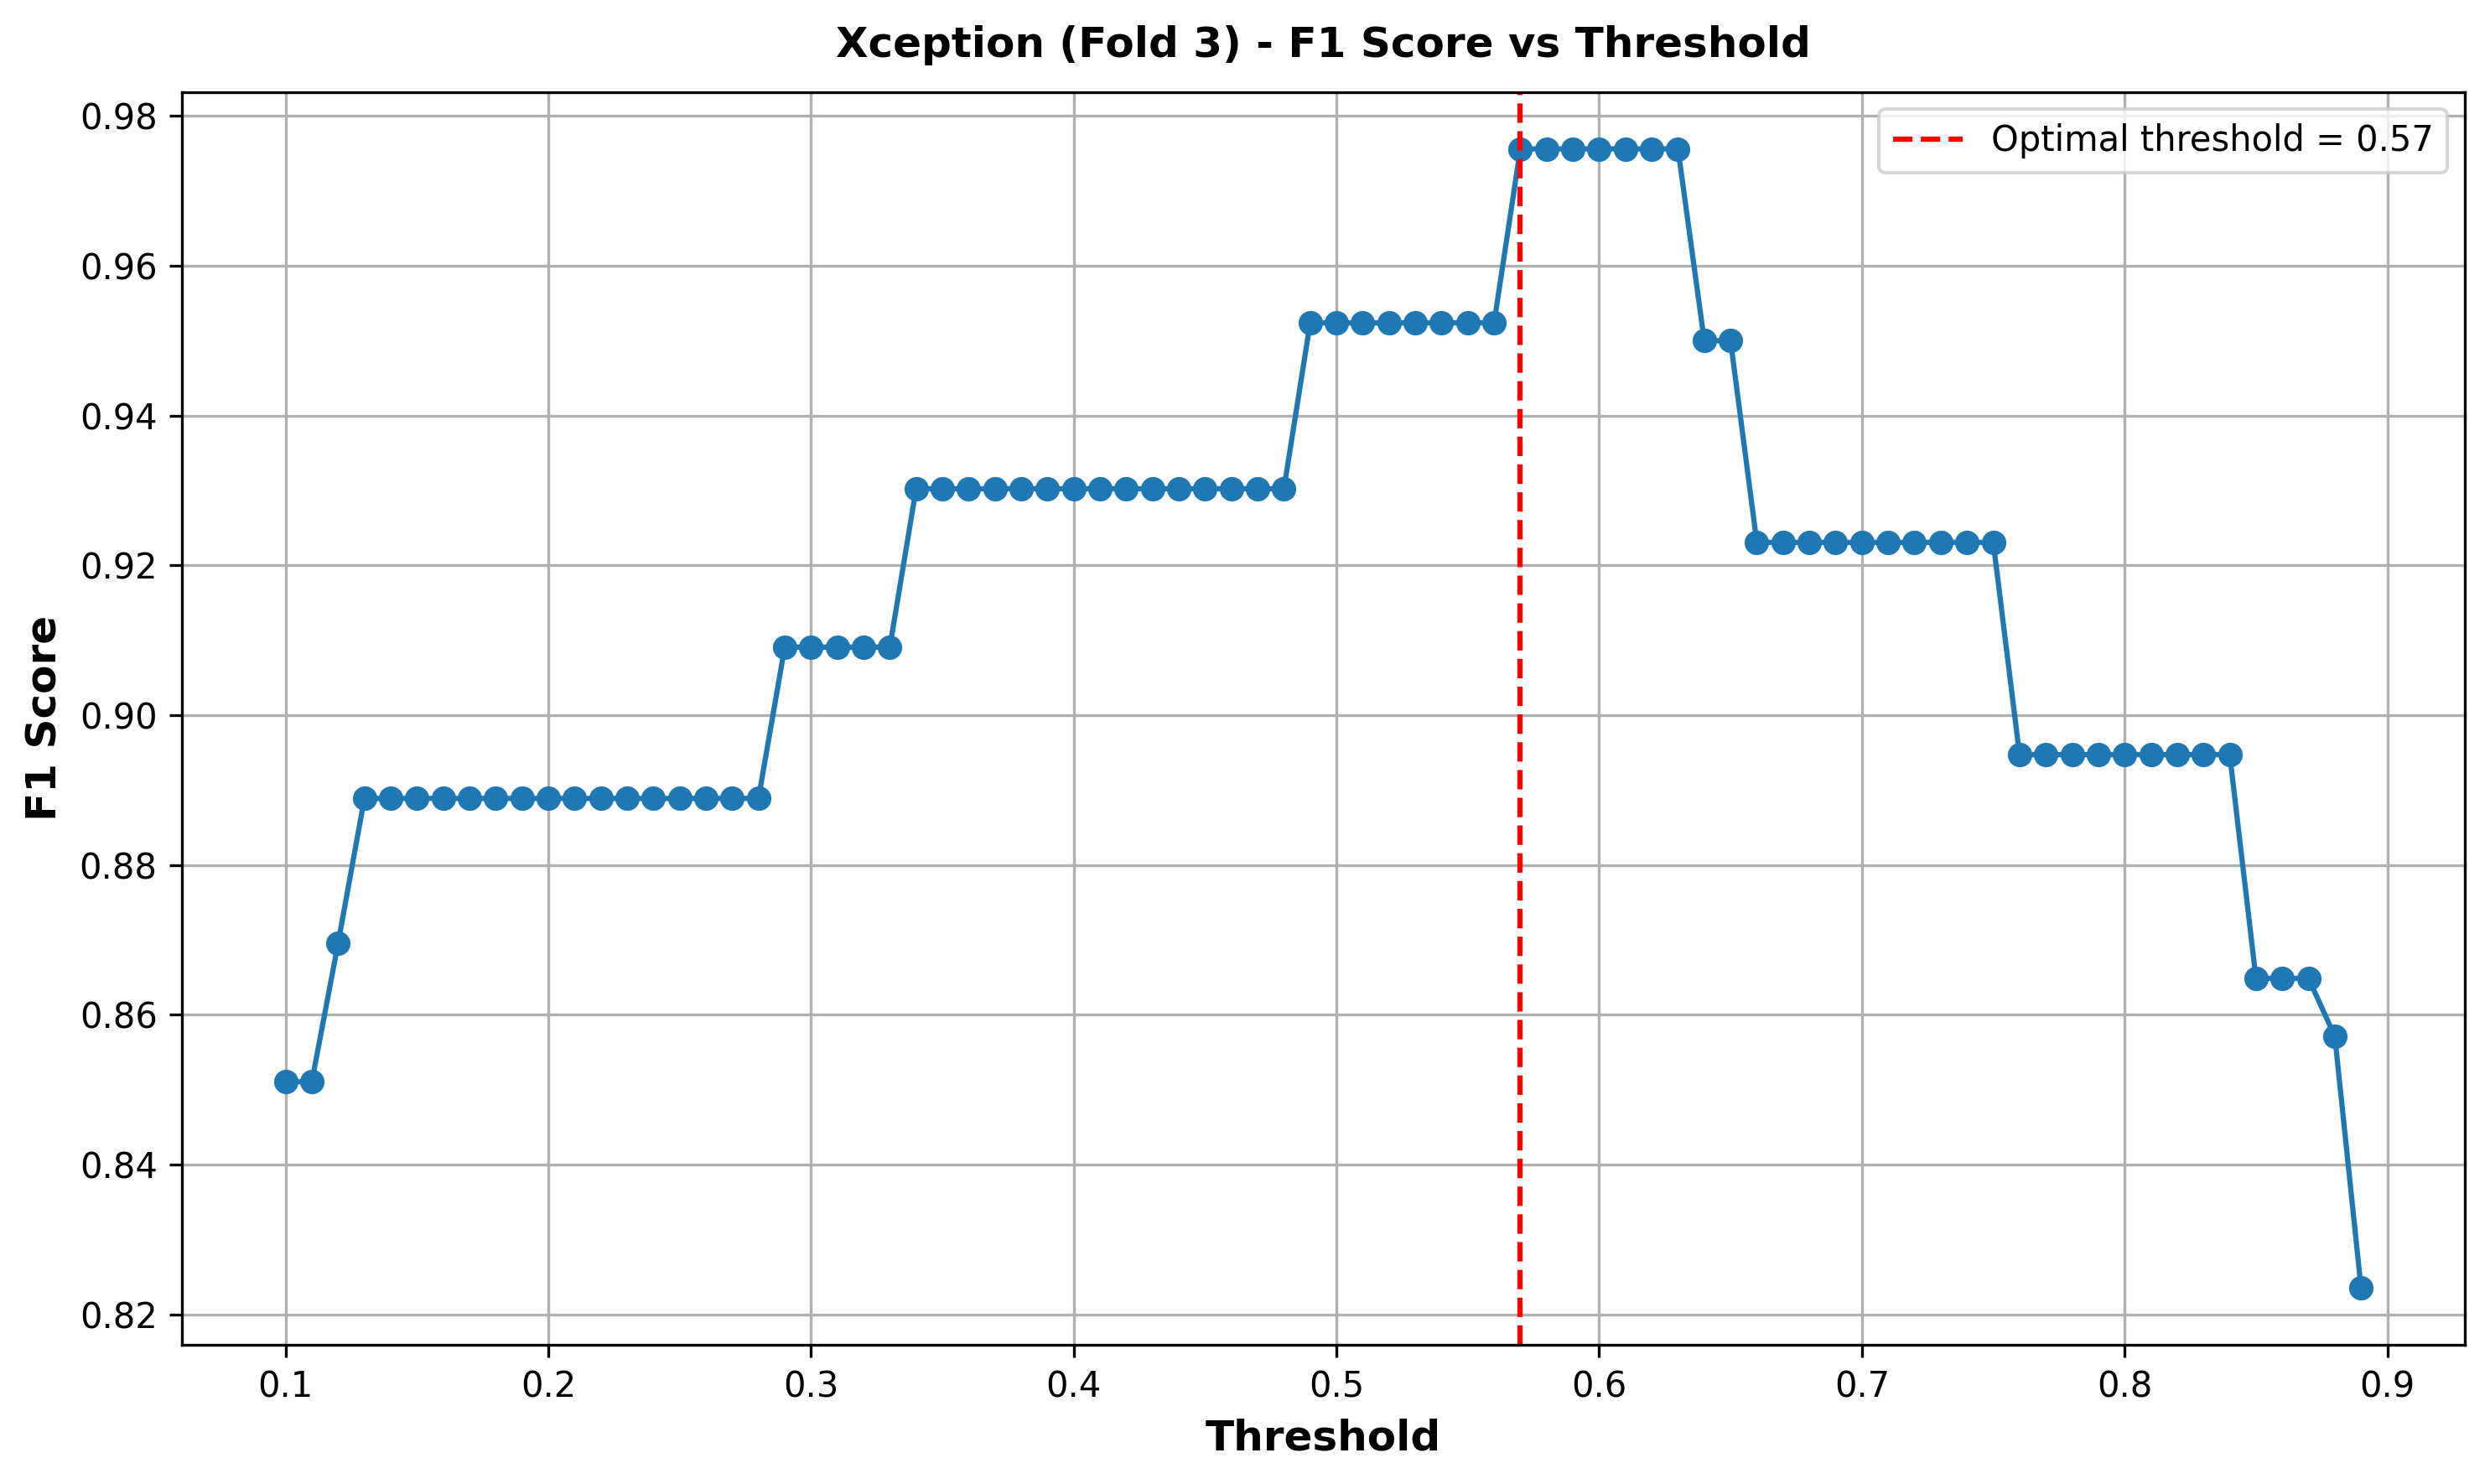 Xception (Fold 3) - F1 Score vs Threshold
Optimal threshold = 0.57
F1 Score
0.98
0.96
0.94
0.92
0.90
0.88
0.86
0.84
0.82
0.1 0.2 0.3 0.4 0.5 0.6 0.7 0.8 0.9
Threshold